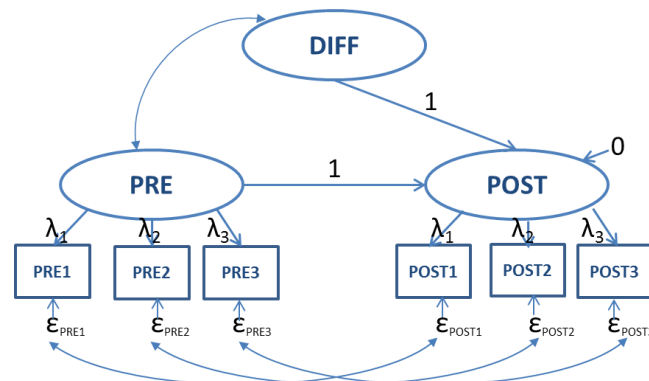 DIFF
1
0
PRE
1
POST
λ1 λ2 λ3 λ1 λ2 λ3
PRE1 PRE2 PRE3 POST1 POST2 POST3
εPRE1 εPRE2 εPRE3 εPOST1 εPOST2